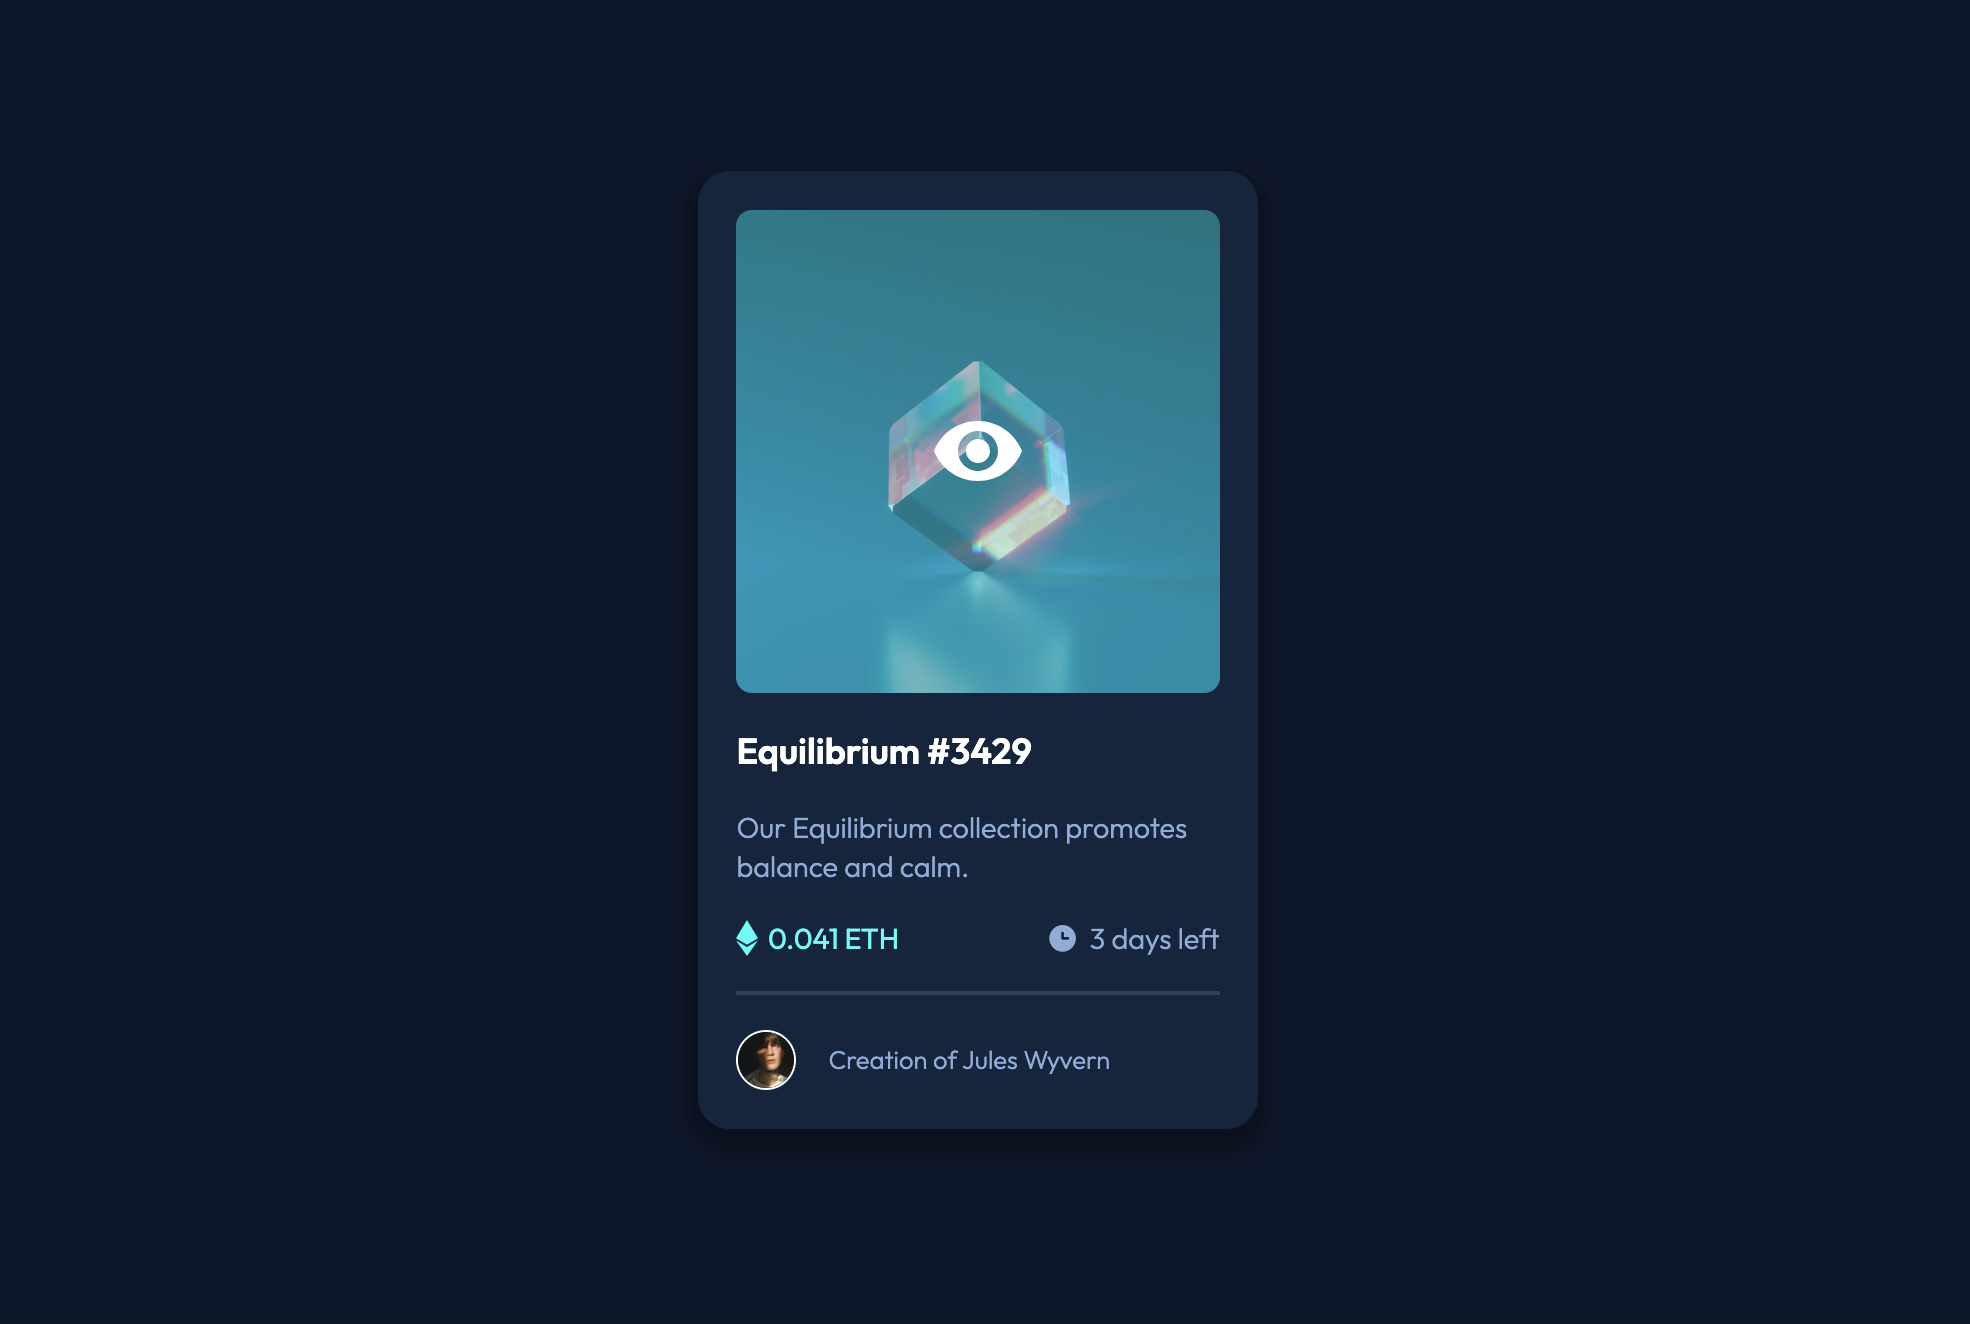 Equilibrium #3429
Our Equilibrium collection promotes
balance and calm.
0.041 ETH
3 days left
Creation of Jules Wyvern